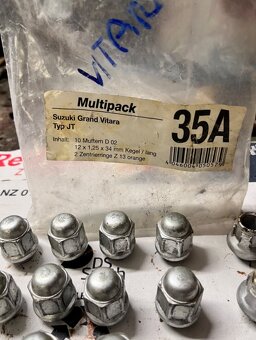 VITARA
Multipack
Suzuki Grand Vitara
Typ JT
35A
Inhalt: 10 Muttern D 02
12 x 1,25 x 34 mm Kegel / lang
2 Zentrierringe Z 13 orange